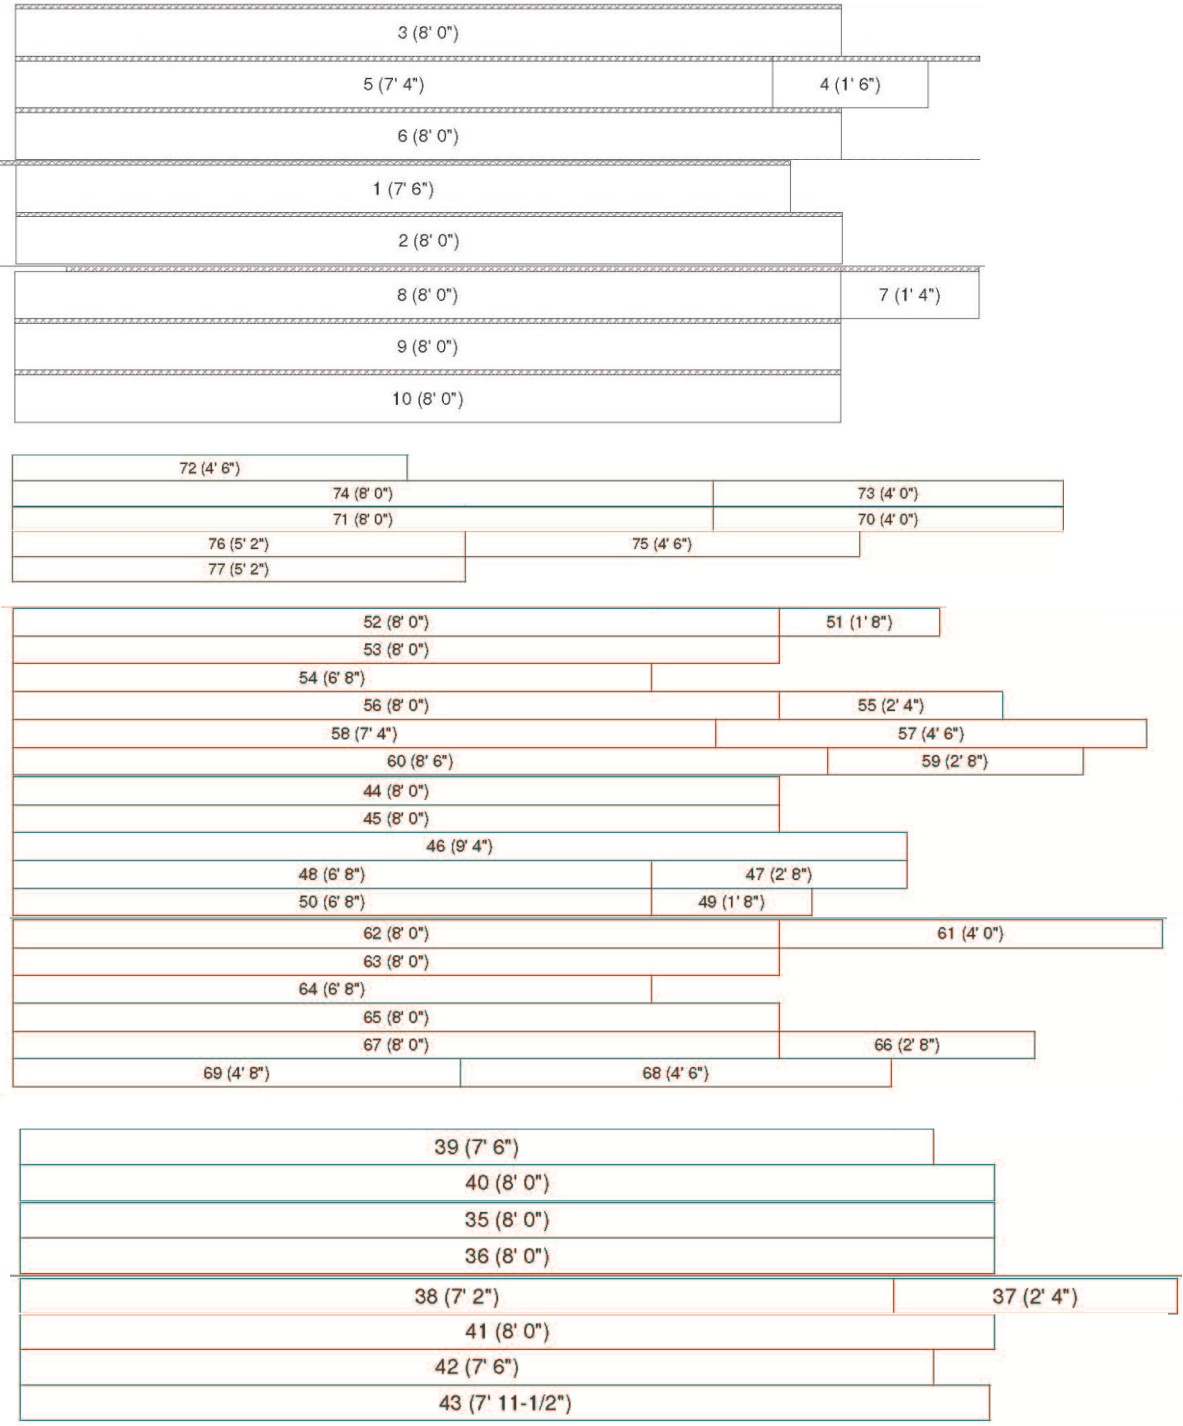 3 (8' 0")
5 (7' 4") 4 (1' 6")
6 (8' 0")
1 (7' 6")
2 (8' 0")
8 (8' 0") 7 (1' 4")
9 (8' 0")
10 (8' 0")
72 (4' 6")
74 (8' 0") 73 (4' 0")
71 (8' 0") 70 (4' 0")
76 (5' 2") 75 (4' 6")
77 (5' 2")
52 (8' 0") 51 (1' 8")
53 (8' 0")
54 (6' 8")
56 (8' 0") 55 (2' 4")
58 (7' 4") 57 (4' 6")
60 (8' 6") 59 (2' 8")
44 (8' 0")
45 (8' 0")
46 (9' 4")
48 (6' 8") 47 (2' 8")
50 (6' 8") 49 (1' 8")
62 (8' 0") 61 (4' 0")
63 (8' 0")
64 (6' 8")
65 (8' 0")
67 (8' 0") 66 (2' 8")
69 (4' 8") 68 (4' 6")
39 (7' 6")
40 (8' 0")
35 (8' 0")
36 (8' 0")
38 (7' 2") 37 (2' 4")
41 (8' 0")
42 (7' 6")
43 (7' 11-1/2")